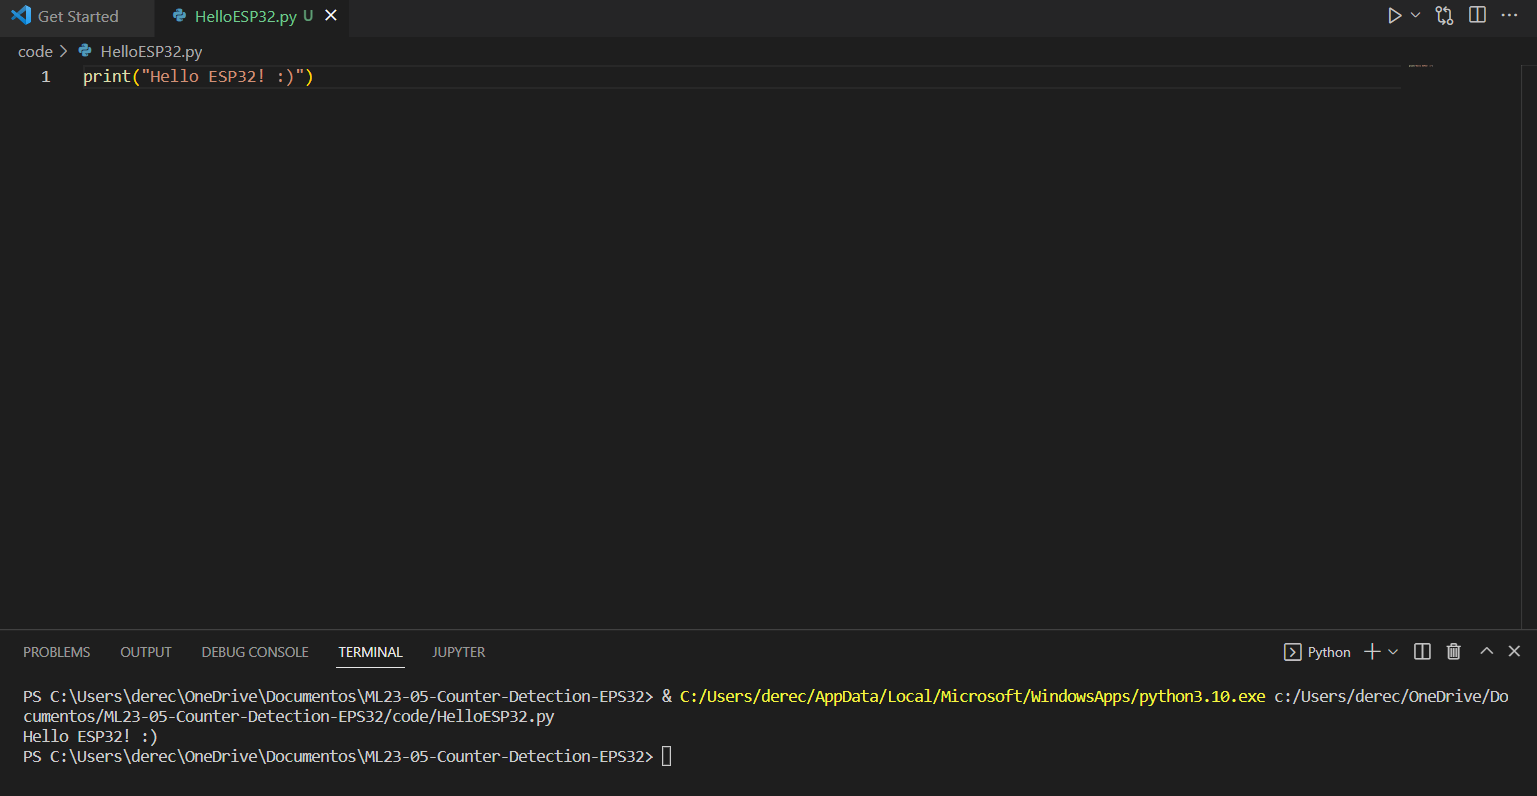 Get Started
HelloESP32.py U
code > HelloESP32.py
1 print("Hello ESP32! :)")
PROBLEMS OUTPUT DEBUG CONSOLE TERMINAL JUPYTER Python
PS C:\Users\derec\OneDrive\Documentos\ML23-05-Counter-Detection-EPS32> & C:/Users/derec/AppData/Local/Microsoft/WindowsApps/python3.10.exe c:/Users/derec/OneDrive/Do
cumentos/ML23-05-Counter-Detection-EPS32/code/HelloESP32.py
Hello ESP32! :)
PS C:\Users\derec\OneDrive\Documentos\ML23-05-Counter-Detection-EPS32>